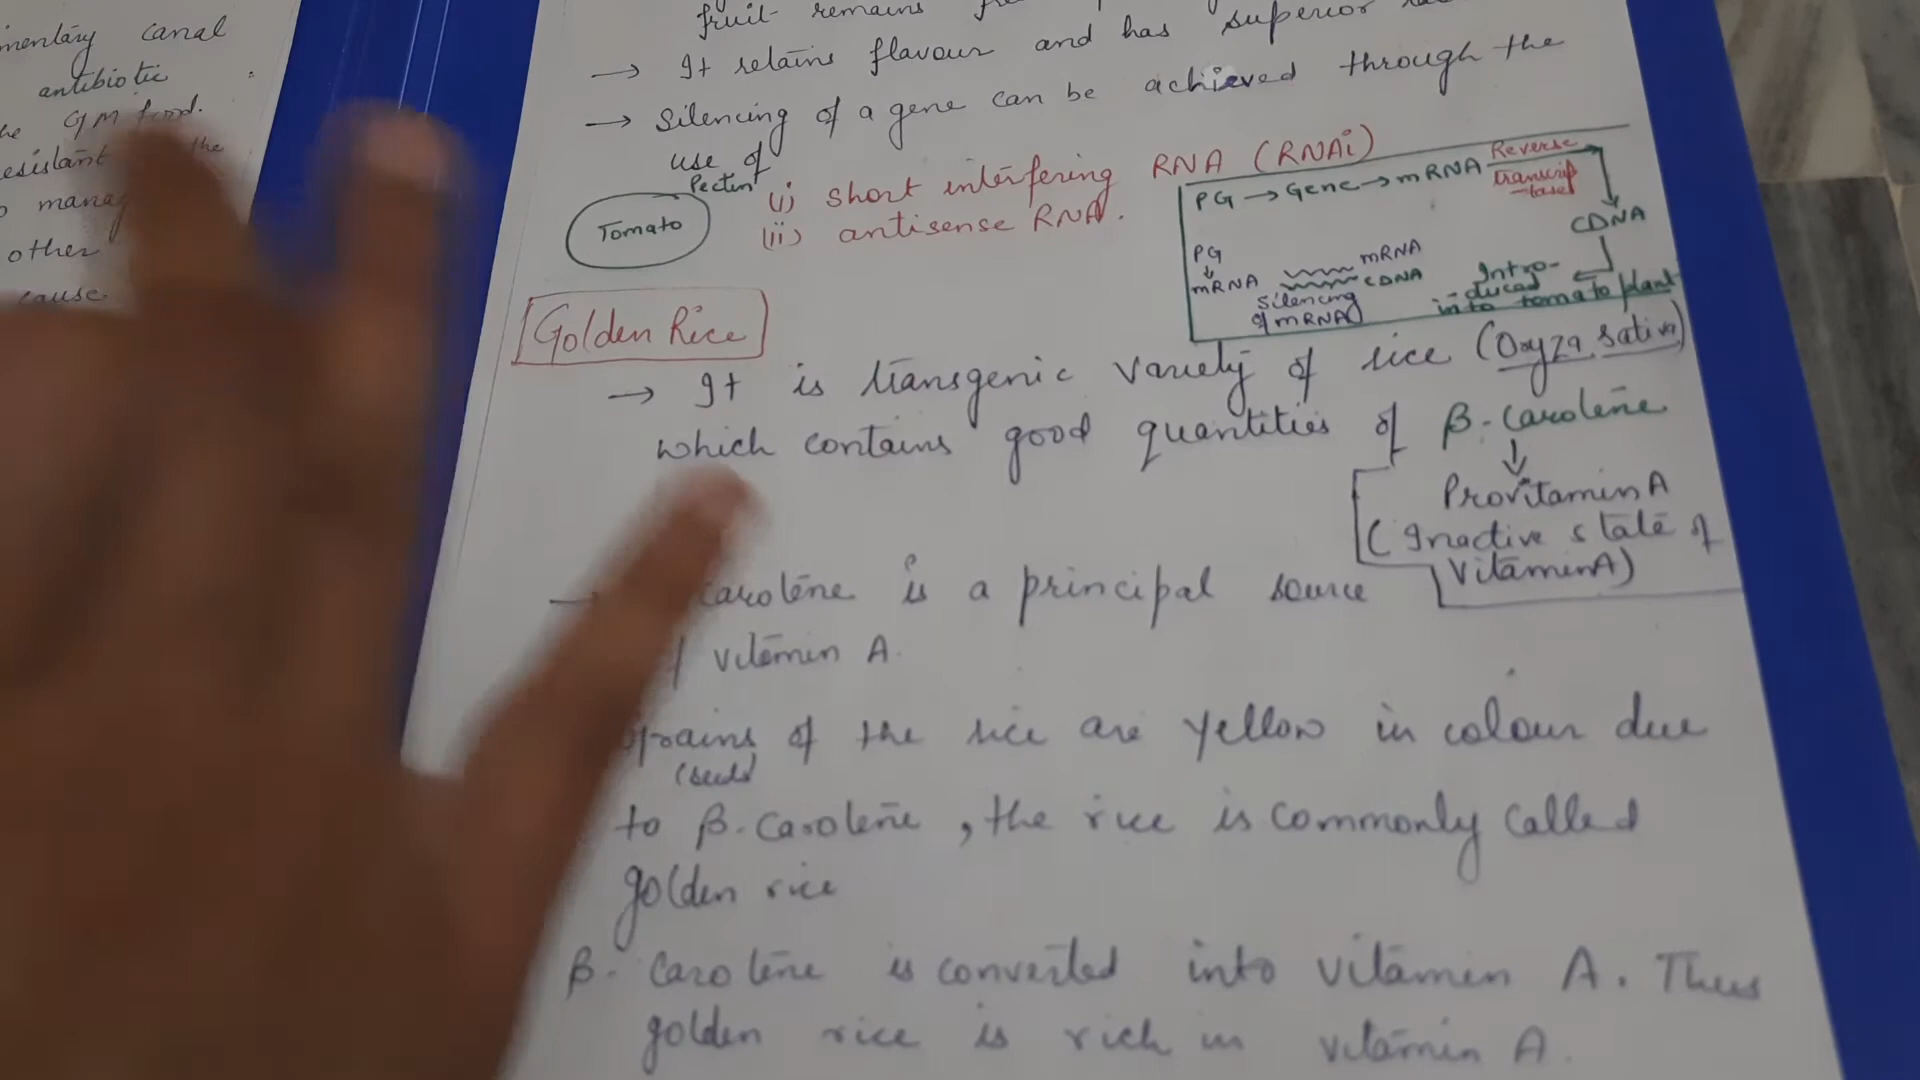 mentary canal
antibiotic
GM food.
esistant the
manag
other
cause.
fruit remains
→ It retains flavour and has superior
→ Silencing of a gene can be achieved through the
use of
(i) short interfering RNA (RNAi)
(ii) antisense RNA.
Pectin
Tomato
PG → Gene → mRNA Reverse
transcrip
-tase
CDNA
Intro-
-duced
into tomato plant
PG
↓
mRNA
mRNA
CDNA
Silencing
of mRNA
Golden Rice
→ It is transgenic variety of rice (Oryza sativa)
which contains good quantities of β-carotene
↓
Provitamin A
(Inactive state of
Vitamin A)
→ carotene is a principal source
vitamin A.
grains of the rice are yellow in colour due
(seeds)
to β-carotene, the rice is commonly called
golden rice
β-carotene is converted into vitamin A. Thus
golden rice is rich in vitamin A.